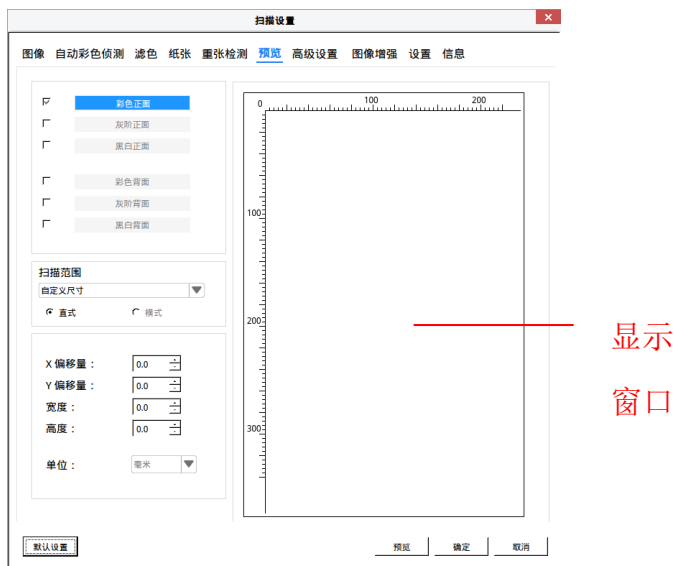 扫描设置
图像 自动彩色侦测 滤色 纸张 重张检测 预览 高级设置 图像增强 设置 信息
彩色正面
灰阶正面
黑白正面
彩色背面
灰阶背面
黑白背面
扫描范围
自定义尺寸
直式 横式
X 偏移量： 0.0
Y 偏移量： 0.0
宽度： 0.0
高度： 0.0
单位： 毫米
0 100 200
100
200
300
显示
窗口
默认设置 预览 确定 取消